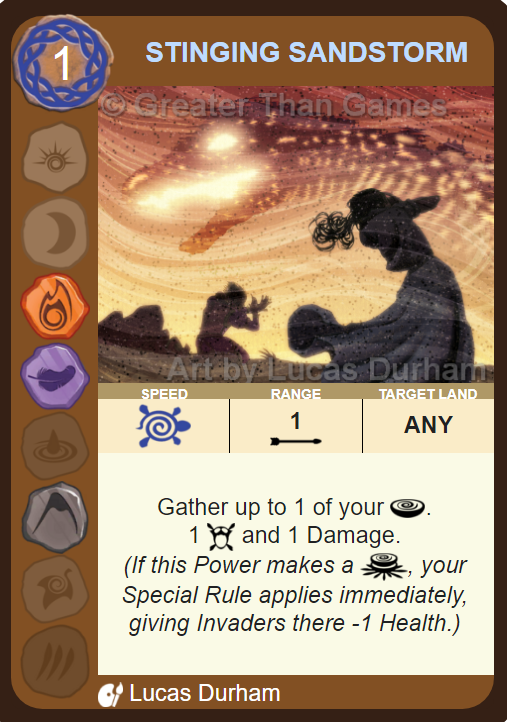 1
STINGING SANDSTORM
© Greater Than Games
Art by Lucas Durham
SPEED RANGE TARGET LAND
1 ANY
Gather up to 1 of your .
1 and 1 Damage.
(If this Power makes a , your
Special Rule applies immediately,
giving Invaders there -1 Health.)
Lucas Durham